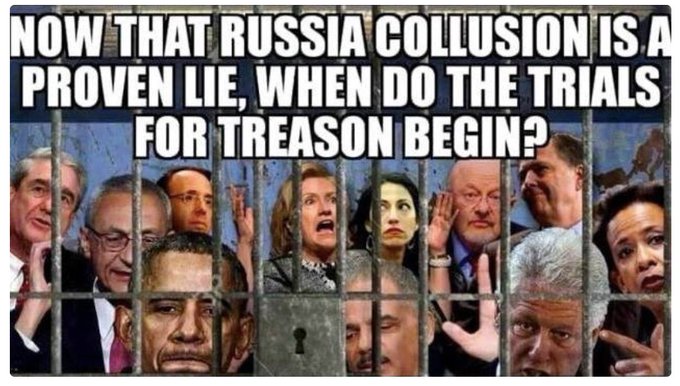 NOW THAT RUSSIA COLLUSION IS A
PROVEN LIE, WHEN DO THE TRIALS
FOR TREASON BEGIN?